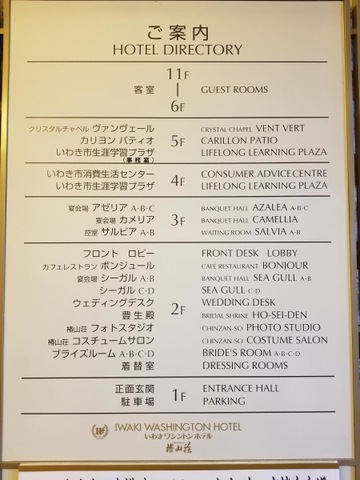 ご案内
HOTEL DIRECTORY
11F
客室 GUEST ROOMS
6F
クリスタルチャペル ヴァンヴェール CRYSTAL CHAPEL VENT VERT
カリヨン パティオ 5F CARILLON PATIO
いわき市生涯学習プラザ LIFELONG LEARNING PLAZA
(事務室)
いわき市消費生活センター CONSUMER ADVICE CENTRE
4F
いわき市生涯学習プラザ LIFELONG LEARNING PLAZA
宴会場 アゼリア A·B·C BANQUET HALL AZALEA A·B·C
宴会場 カメリア 3F BANQUET HALL CAMELLIA
控室 サルビア A·B WAITING ROOM SALVIA A·B
フロント ロビー FRONT DESK LOBBY
カフェレストラン ボンジュール CAFÉ RESTAURANT BONJOUR
宴会場 シーガル A·B BANQUET HALL SEA GULL A·B
シーガル C·D SEA GULL C·D
ウェディングデスク 2F WEDDING DESK
豊生殿 BRIDAL SHRINE HO-SEI-DEN
椿山荘 フォトスタジオ CHINZAN-SO PHOTO STUDIO
椿山荘 コスチュームサロン CHINZAN-SO COSTUME SALON
ブライズルーム A·B·C·D BRIDE'S ROOM A·B·C·D
着替室 DRESSING ROOMS
正面玄関 ENTRANCE HALL
1F
駐車場 PARKING
IWAKI WASHINGTON HOTEL
いわきワシントンホテル
椿山荘